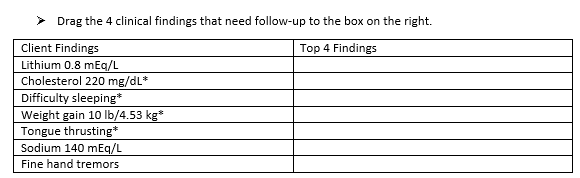 ➤ Drag the 4 clinical findings that need follow-up to the box on the right.
Client Findings Top 4 Findings
Lithium 0.8 mEq/L
Cholesterol 220 mg/dL*
Difficulty sleeping*
Weight gain 10 lb/4.53 kg*
Tongue thrusting*
Sodium 140 mEq/L
Fine hand tremors